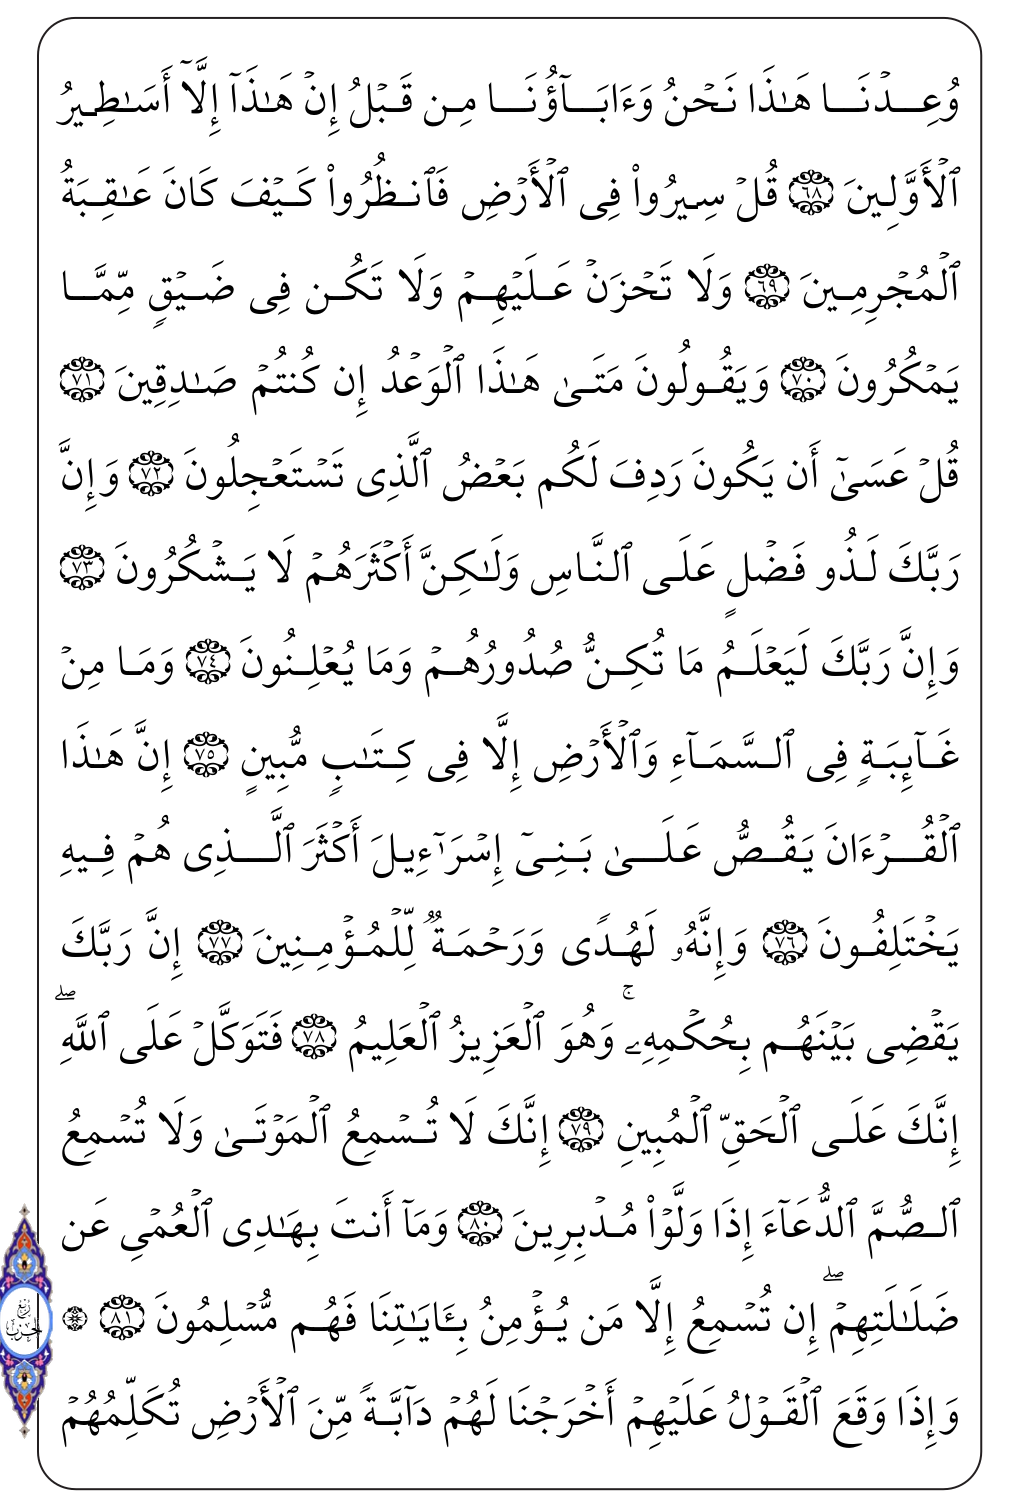 وُعِدۡنَا هَٰذَا نَحۡنُ وَءَابَآؤُنَا مِن قَبۡلُ إِنۡ هَٰذَآ إِلَّآ أَسَٰطِيرُ
ٱلۡأَوَّلِينَ ٦٨ قُلۡ سِيرُواْ فِى ٱلۡأَرۡضِ فَٱنظُرُواْ كَيۡفَ كَانَ عَٰقِبَةُ
ٱلۡمُجۡرِمِينَ ٦٩ وَلَا تَحۡزَنۡ عَلَيۡهِمۡ وَلَا تَكُن فِى ضَيۡقٍ مِّمَّا
يَمۡكُرُونَ ٧٠ وَيَقُولُونَ مَتَىٰ هَٰذَا ٱلۡوَعۡدُ إِن كُنتُمۡ صَٰدِقِينَ ٧١
قُلۡ عَسَىٰٓ أَن يَكُونَ رَدِفَ لَكُم بَعۡضُ ٱلَّذِى تَسۡتَعۡجِلُونَ ٧٢ وَإِنَّ
رَبَّكَ لَذُو فَضۡلٍ عَلَى ٱلنَّاسِ وَلَٰكِنَّ أَكۡثَرَهُمۡ لَا يَشۡكُرُونَ ٧٣
وَإِنَّ رَبَّكَ لَيَعۡلَمُ مَا تُكِنُّ صُدُورُهُمۡ وَمَا يُعۡلِنُونَ ٧٤ وَمَا مِنۡ
غَآئِبَةٍ فِى ٱلسَّمَآءِ وَٱلۡأَرۡضِ إِلَّا فِى كِتَٰبٍ مُّبِينٍ ٧٥ إِنَّ هَٰذَا
ٱلۡقُرۡءَانَ يَقُصُّ عَلَىٰ بَنِىٓ إِسۡرَٰٓءِيلَ أَكۡثَرَ ٱلَّذِى هُمۡ فِيهِ
يَخۡتَلِفُونَ ٧٦ وَإِنَّهُۥ لَهُدًى وَرَحۡمَةٌ لِّلۡمُؤۡمِنِينَ ٧٧ إِنَّ رَبَّكَ
يَقۡضِى بَيۡنَهُم بِحُكۡمِهِۦۚ وَهُوَ ٱلۡعَزِيزُ ٱلۡعَلِيمُ ٧٨ فَتَوَكَّلۡ عَلَى ٱللَّهِۖ
إِنَّكَ عَلَى ٱلۡحَقِّ ٱلۡمُبِينِ ٧٩ إِنَّكَ لَا تُسۡمِعُ ٱلۡمَوۡتَىٰ وَلَا تُسۡمِعُ
ٱلصُّمَّ ٱلدُّعَآءَ إِذَا وَلَّوۡاْ مُدۡبِرِينَ ٨٠ وَمَآ أَنتَ بِهَٰدِى ٱلۡعُمۡىِ عَن
ضَلَٰلَتِهِمۡۖ إِن تُسۡمِعُ إِلَّا مَن يُؤۡمِنُ بِـَٔايَٰتِنَا فَهُم مُّسۡلِمُونَ ٨١ ۞
وَإِذَا وَقَعَ ٱلۡقَوۡلُ عَلَيۡهِمۡ أَخۡرَجۡنَا لَهُمۡ دَآبَّةً مِّنَ ٱلۡأَرۡضِ تُكَلِّمُهُمۡ
ربع
الحزب